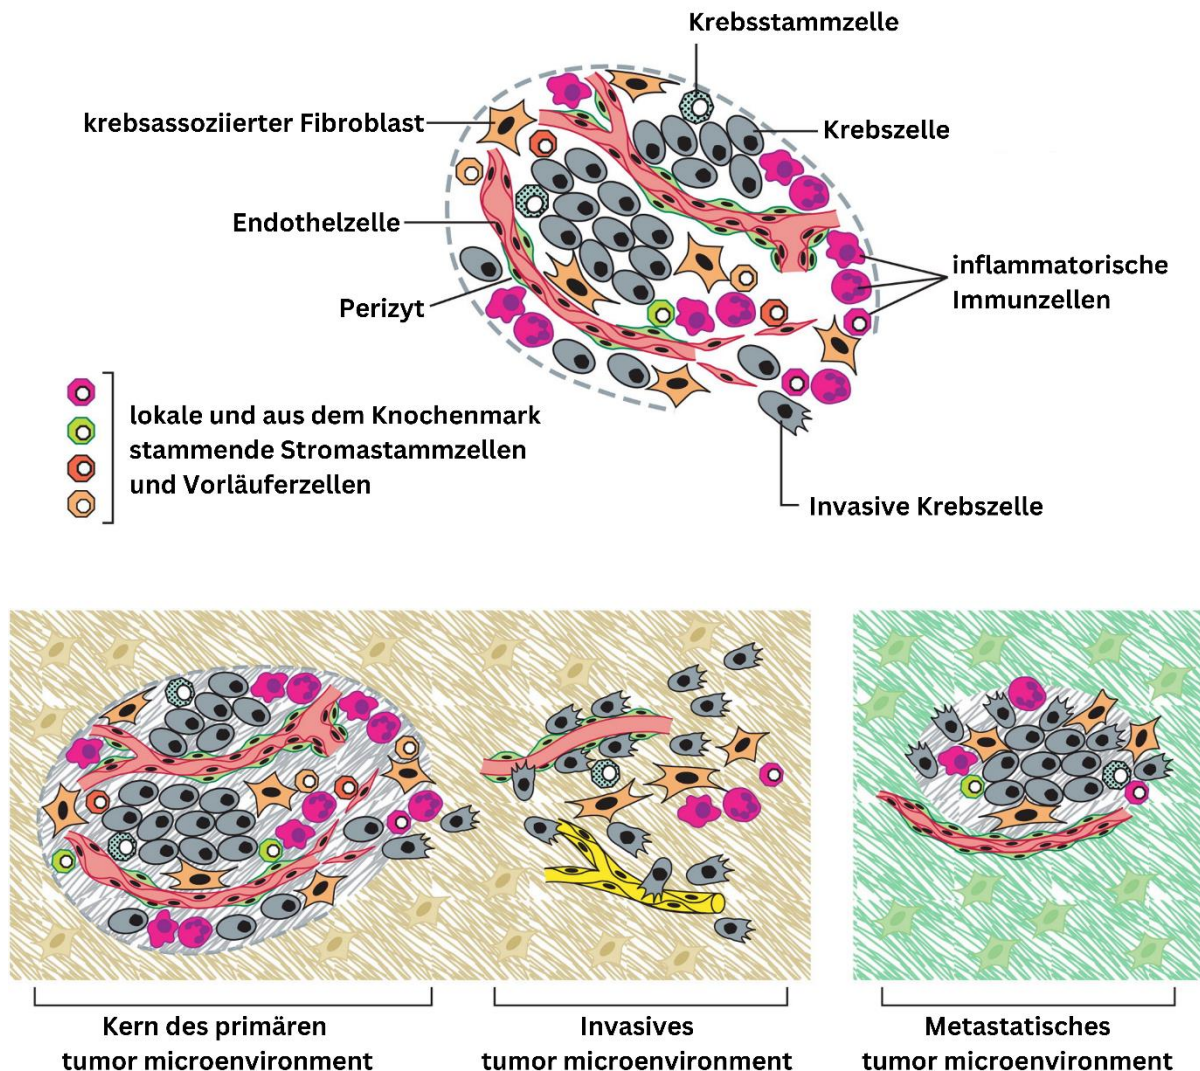 Krebsstammzelle
krebsassoziierter Fibroblast
Krebszelle
Endothelzelle
inflammatorische
Immunzellen
Perizyt
lokale und aus dem Knochenmark
stammende Stromastammzellen
und Vorläuferzellen
Invasive Krebszelle
Kern des primären
tumor microenvironment
Invasives
tumor microenvironment
Metastatisches
tumor microenvironment